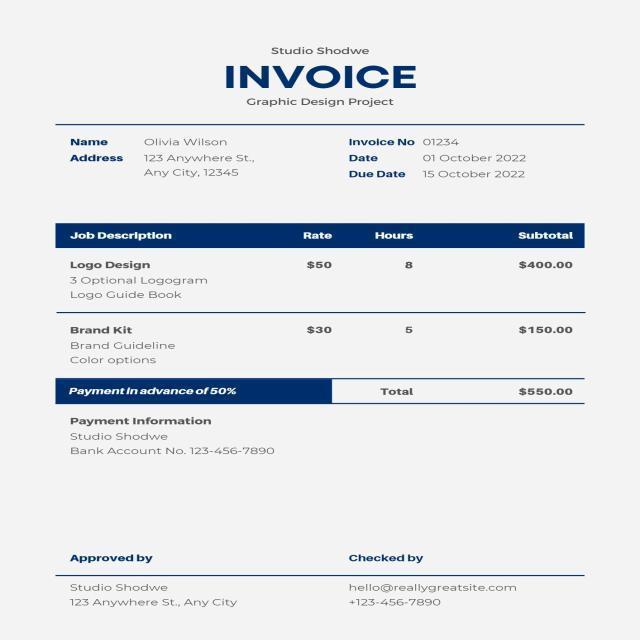 Studio Shodwe
INVOICE
Graphic Design Project
Name Olivia Wilson Invoice No 01234
Address 123 Anywhere St., Date 01 October 2022
Any City, 12345 Due Date 15 October 2022
Job Description Rate Hours Subtotal
Logo Design $50 8 $400.00
3 Optional Logogram
Logo Guide Book
Brand Kit $30 5 $150.00
Brand Guideline
Color options
Payment in advance of 50% Total $550.00
Payment Information
Studio Shodwe
Bank Account No. 123-456-7890
Approved by Checked by
Studio Shodwe hello@reallygreatsite.com
123 Anywhere St., Any City +123-456-7890